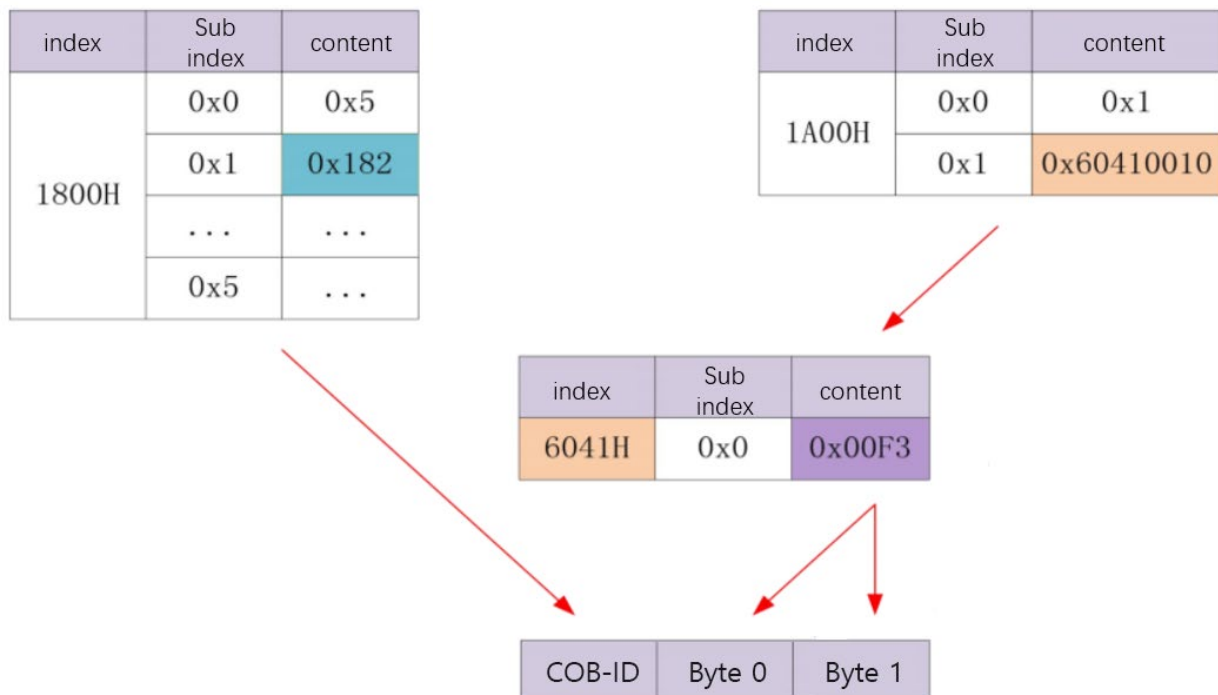 index Sub index content
1800H 0x0 0x5
0x1 0x182
... ...
0x5 ...
index Sub index content
1A00H 0x0 0x1
0x1 0x60410010
index Sub index content
6041H 0x0 0x00F3
COB-ID Byte 0 Byte 1